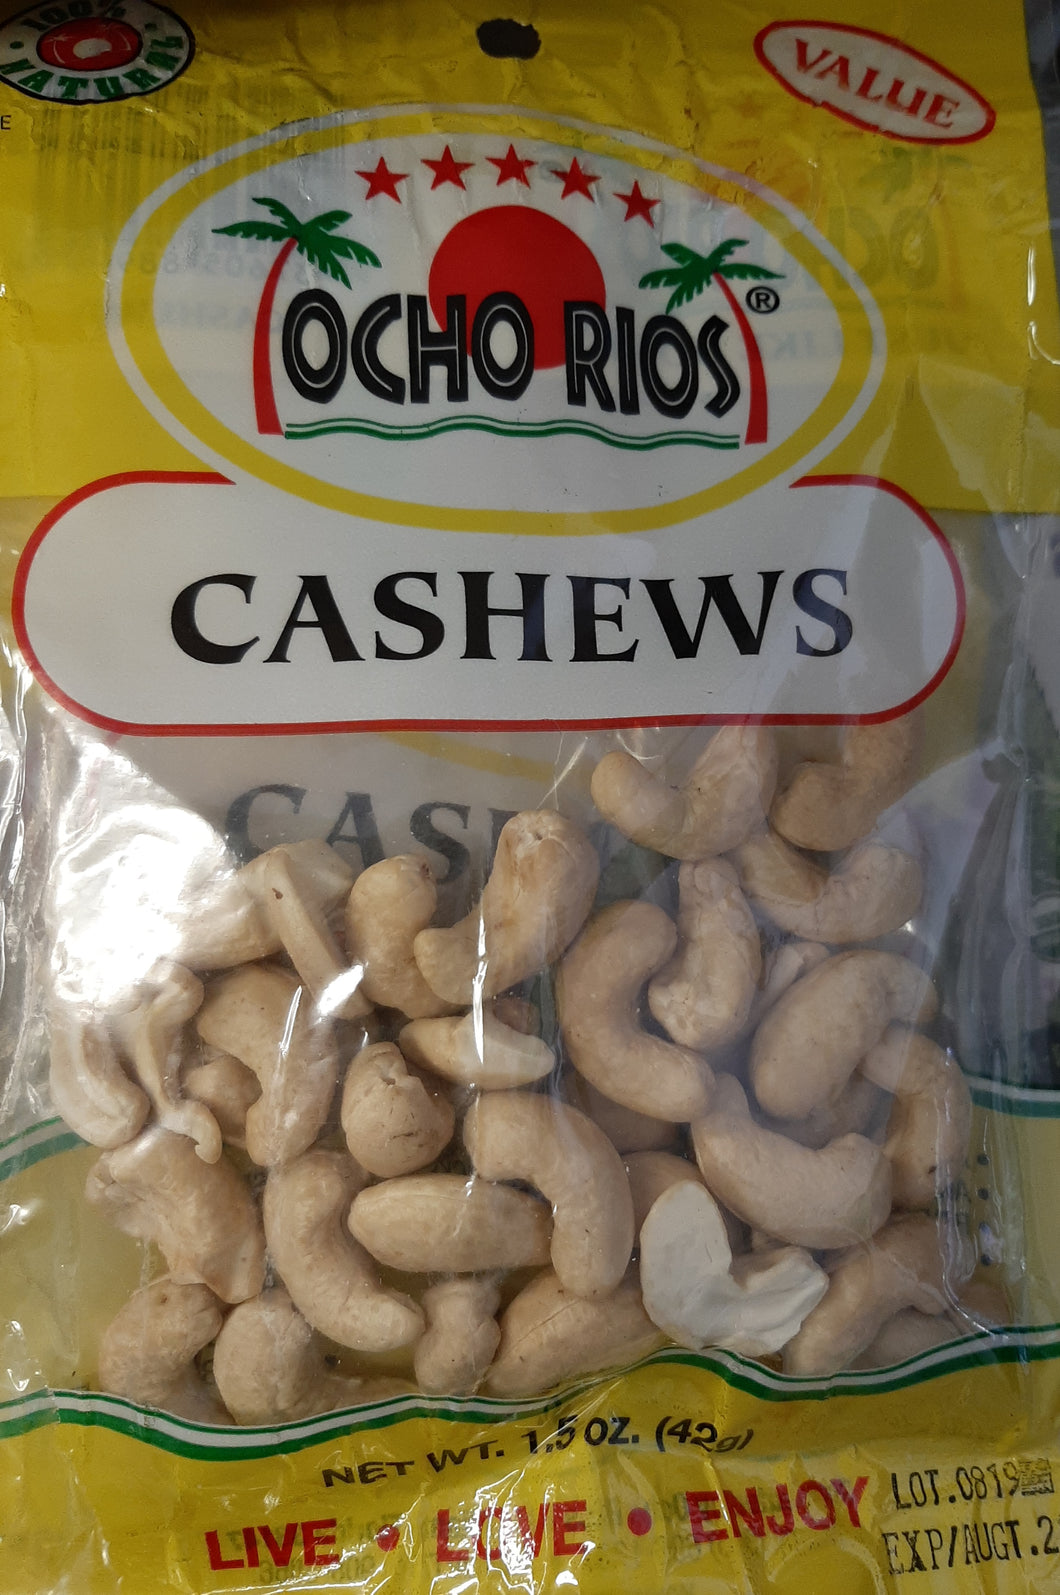 100%
NATURAL
VALUE
E
OCHO RIOS®
CASHEWS
CAS
NET WT. 1.5 OZ. (42g)
LIVE • LOVE • ENJOY
LOT.0819
EXP/AUGT.2